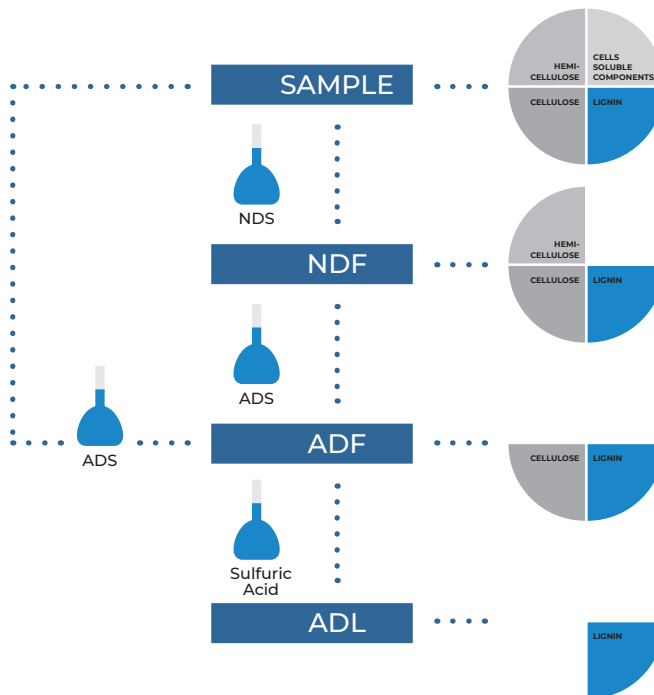 SAMPLE
HEMI-
CELLULOSE
CELLS
SOLUBLE
COMPONENTS
CELLULOSE
LIGNIN
NDS
NDF
HEMI-
CELLULOSE
CELLULOSE
LIGNIN
ADS
ADS
ADF
CELLULOSE
LIGNIN
Sulfuric
Acid
ADL
LIGNIN